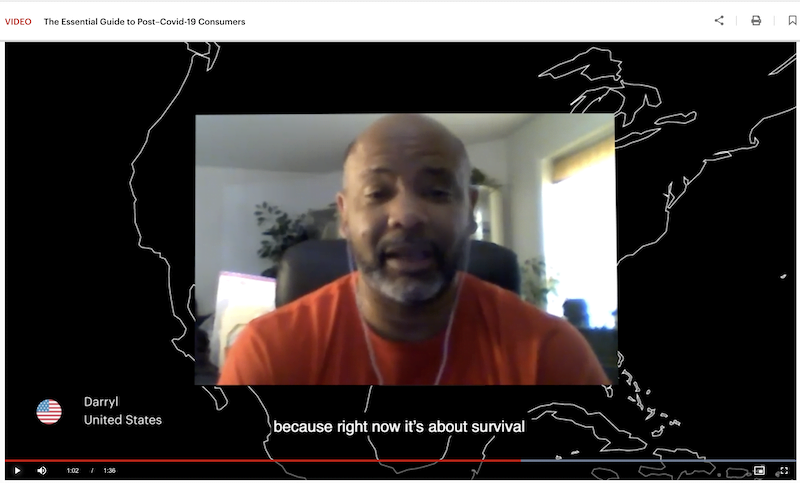 VIDEO The Essential Guide to Post-Covid-19 Consumers
Darryl
United States
because right now it's about survival
1:02 / 1:36